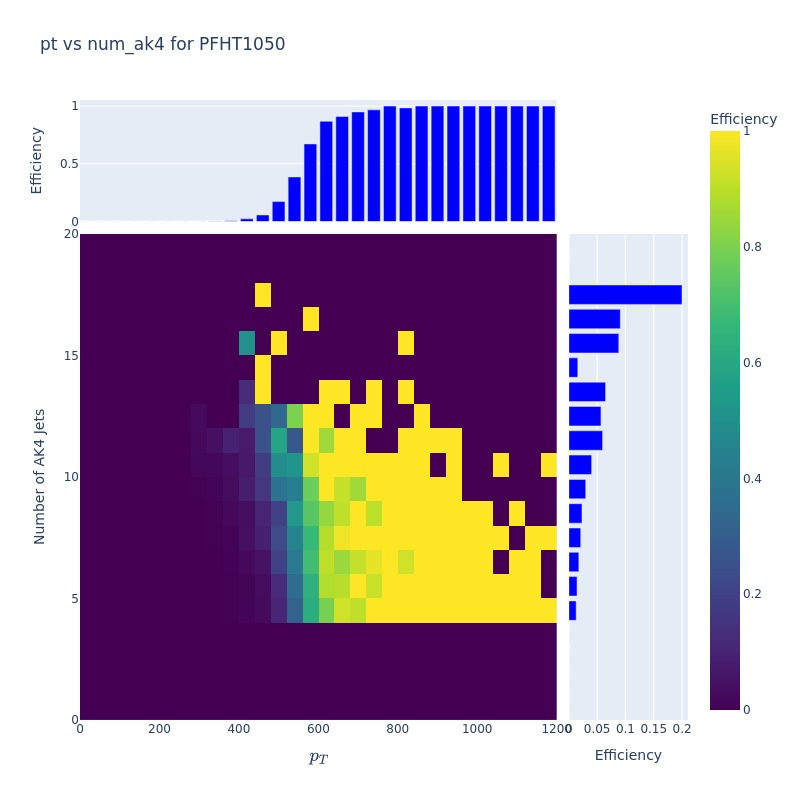 pt vs num_ak4 for PFHT1050
Efficiency
1
0.5
0
Efficiency
1
0.8
0.6
0.4
0.2
0
Number of AK4 Jets
20
15
10
5
0
0 200 400 600 800 1000 1200
p_T
0 0.05 0.1 0.15 0.2
Efficiency